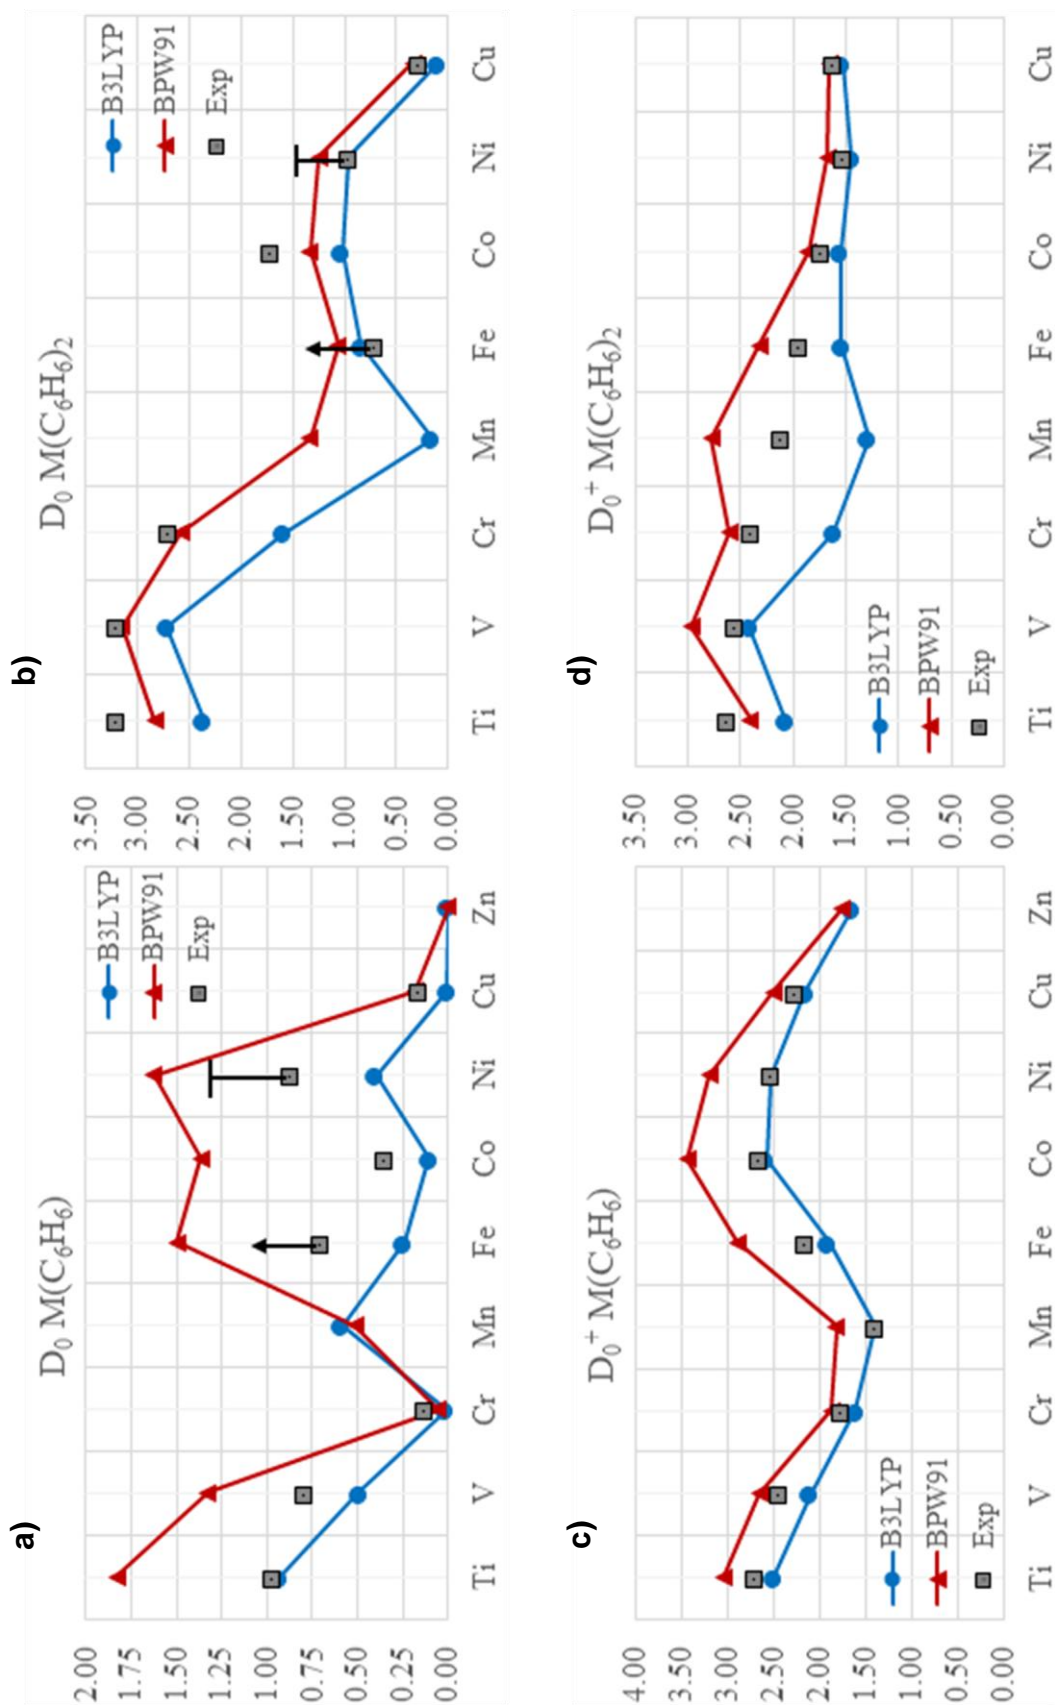 a)
D₀ M(C₆H₆)
B3LYP
BPW91
Exp
2.00
1.75
1.50
1.25
1.00
0.75
0.50
0.25
0.00
Ti V Cr Mn Fe Co Ni Cu Zn
b)
D₀ M(C₆H₆)₂
B3LYP
BPW91
Exp
3.50
3.00
2.50
2.00
1.50
1.00
0.50
0.00
Ti V Cr Mn Fe Co Ni Cu
c)
D₀⁺ M(C₆H₆)
4.00
3.50
3.00
2.50
2.00
1.50
1.00
0.50
0.00
B3LYP
BPW91
Exp
Ti V Cr Mn Fe Co Ni Cu Zn
d)
D₀⁺ M(C₆H₆)₂
3.50
3.00
2.50
2.00
1.50
1.00
0.50
0.00
B3LYP
BPW91
Exp
Ti V Cr Mn Fe Co Ni Cu